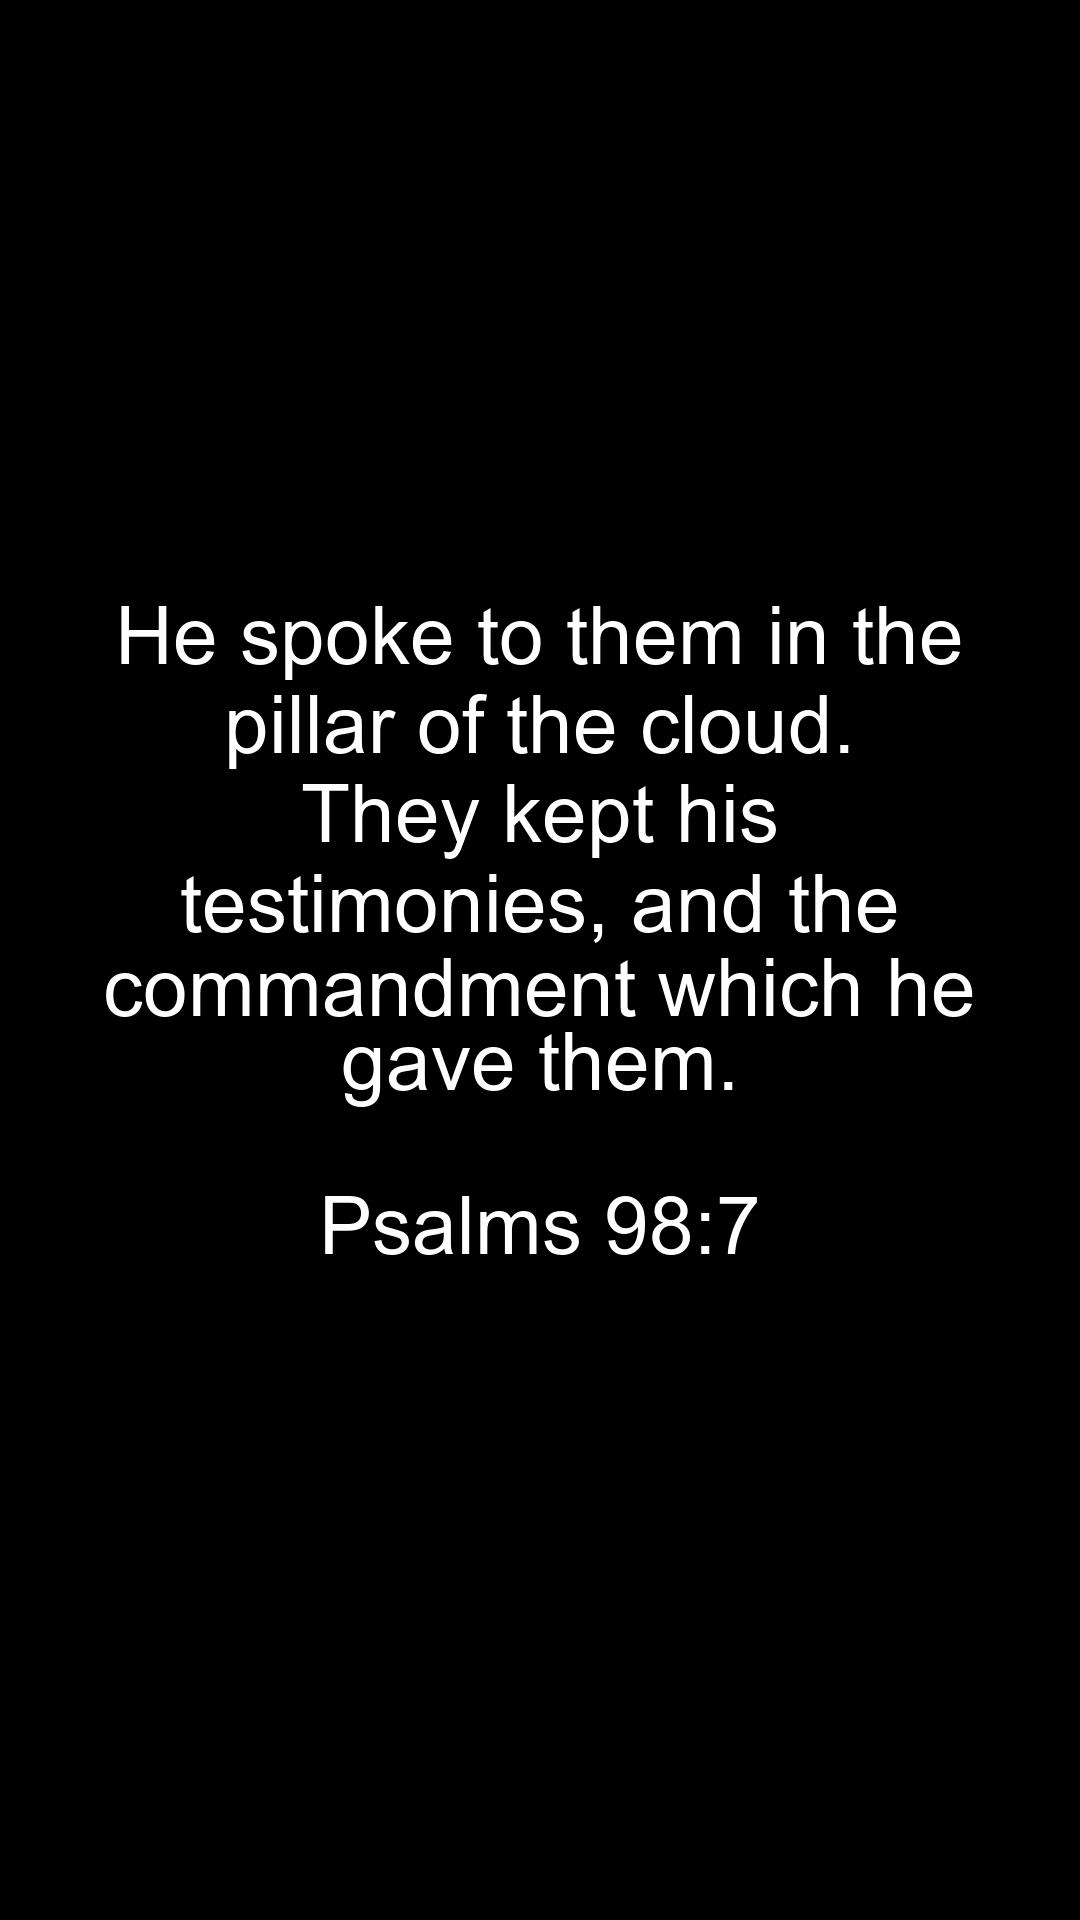 He spoke to them in the
pillar of the cloud.
They kept his
testimonies, and the
commandment which he
gave them.
Psalms 98:7